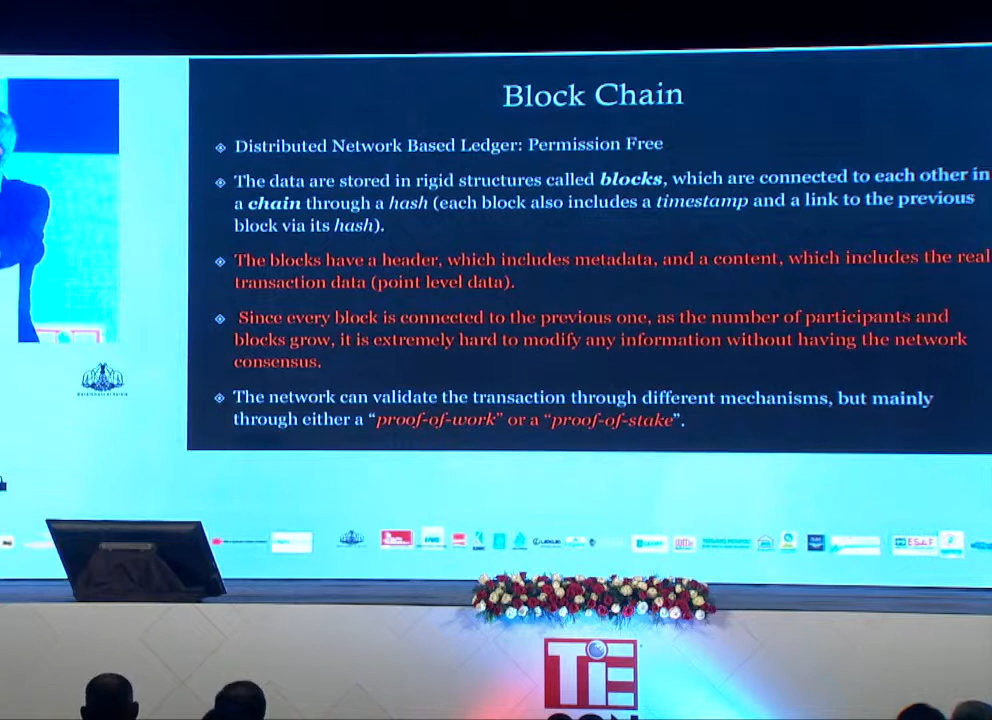 Block Chain
Distributed Network Based Ledger: Permission Free
The data are stored in rigid structures called blocks, which are connected to each other in
a chain through a hash (each block also includes a timestamp and a link to the previous
block via its hash).
The blocks have a header, which includes metadata, and a content, which includes the real
transaction data (point level data).
Since every block is connected to the previous one, as the number of participants and
blocks grow, it is extremely hard to modify any information without having the network
consensus.
The network can validate the transaction through different mechanisms, but mainly
through either a “proof-of-work” or a “proof-of-stake”.
ESAF
TiE
CON